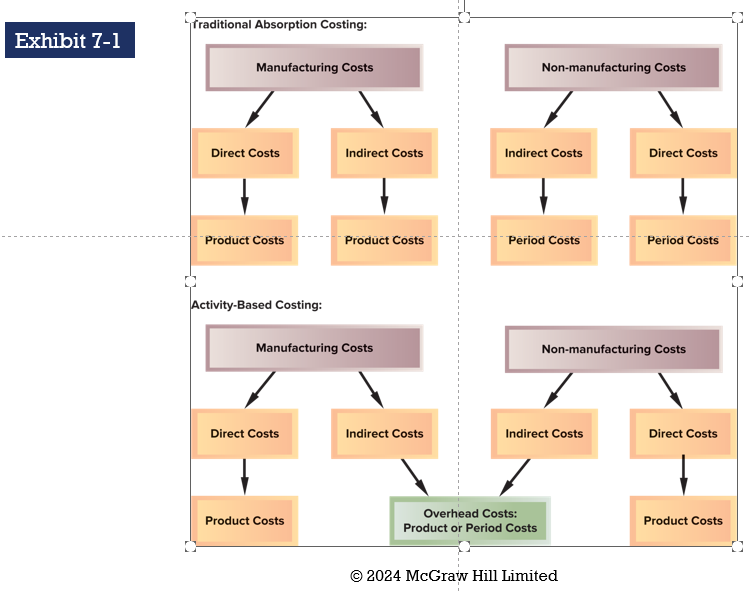 Traditional Absorption Costing:
Exhibit 7-1
Manufacturing Costs
Non-manufacturing Costs
Direct Costs
Indirect Costs
Indirect Costs
Direct Costs
Product Costs
Product Costs
Period Costs
Period Costs
Activity-Based Costing:
Manufacturing Costs
Non-manufacturing Costs
Direct Costs
Indirect Costs
Indirect Costs
Direct Costs
Product Costs
Overhead Costs:
Product or Period Costs
Product Costs
© 2024 McGraw Hill Limited